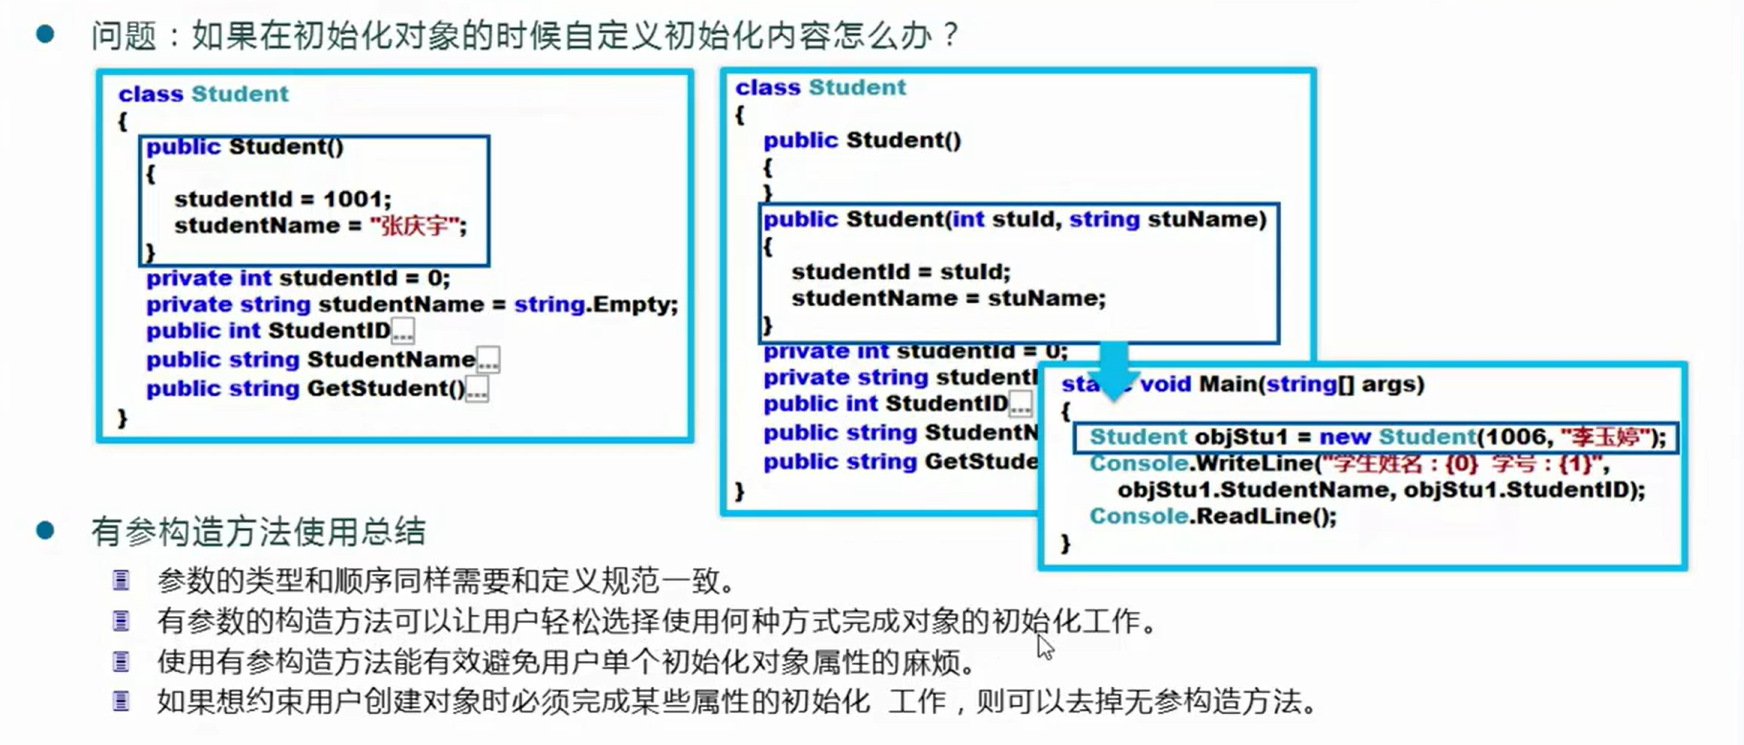 问题：如果在初始化对象的时候自定义初始化内容怎么办？
class Student
{
public Student()
{
studentId = 1001;
studentName = "张庆宇";
}
private int studentId = 0;
private string studentName = string.Empty;
public int StudentID...
public string StudentName...
public string GetStudent()...
}
class Student
{
public Student()
{
}
public Student(int stuId, string stuName)
{
studentId = stuId;
studentName = stuName;
}
private int studentId = 0;
private string student
public int StudentID...
public string StudentN
public string GetStude
}
void Main(string[] args)
{
Student objStu1 = new Student(1006, "李玉婷");
Console.WriteLine("学生姓名：{0} 学号：{1}",
objStu1.StudentName, objStu1.StudentID);
Console.ReadLine();
}
有参构造方法使用总结
参数的类型和顺序同样需要和定义规范一致。
有参数的构造方法可以让用户轻松选择使用何种方式完成对象的初始化工作。
使用有参构造方法能有效避免用户单个初始化对象属性的麻烦。
如果想约束用户创建对象时必须完成某些属性的初始化 工作，则可以去掉无参构造方法。